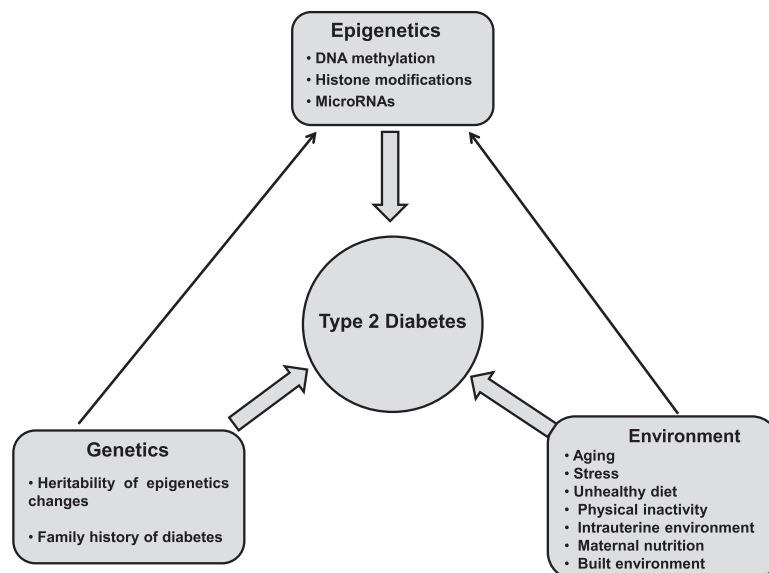 Epigenetics
• DNA methylation
• Histone modifications
• MicroRNAs
Type 2 Diabetes
Genetics
• Heritability of epigenetics
changes
• Family history of diabetes
Environment
• Aging
• Stress
• Unhealthy diet
• Physical inactivity
• Intrauterine environment
• Maternal nutrition
• Built environment